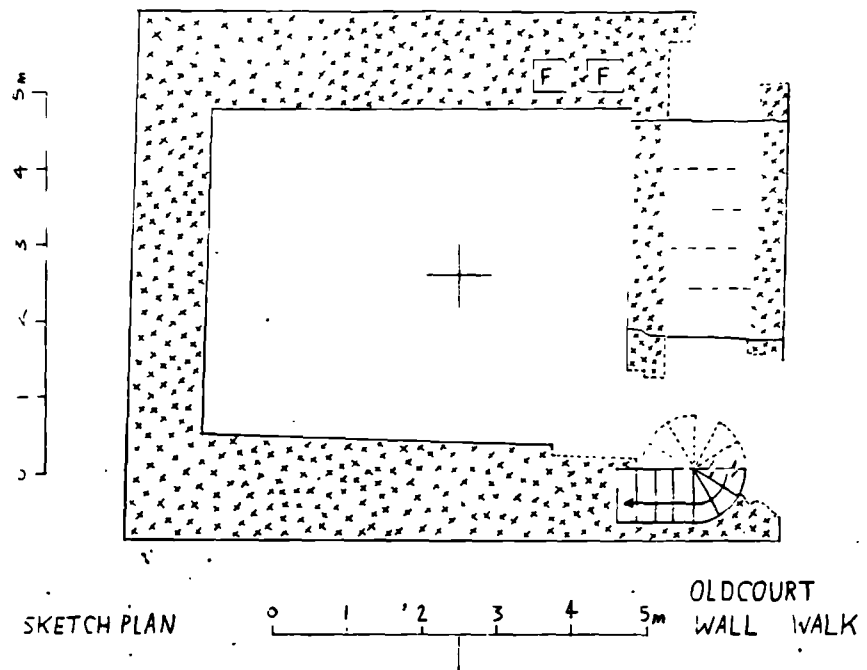 F F
5m
4
3
2
1
0
SKETCH PLAN
0 1 2 3 4 5m
OLDCOURT
WALL WALK